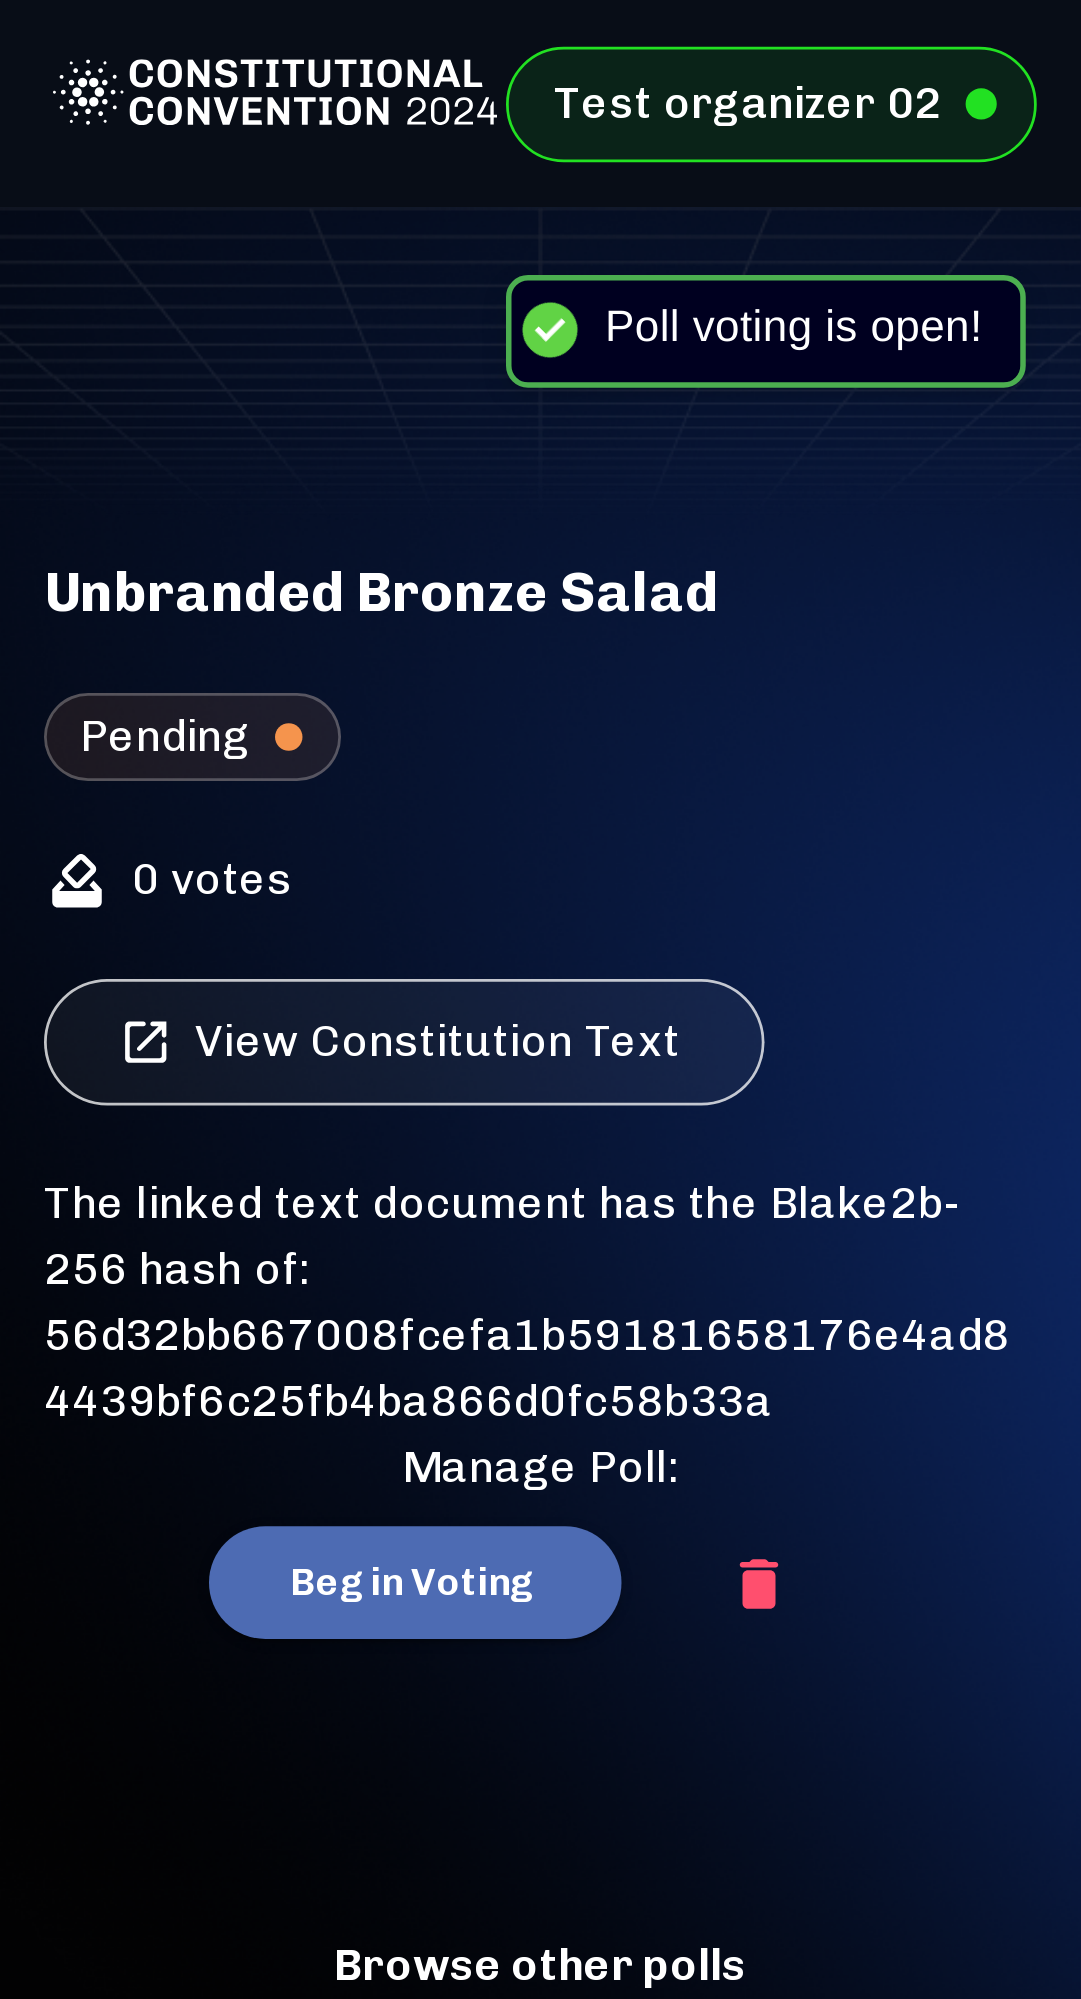 CONSTITUTIONAL
CONVENTION 2024
Test organizer 02
Poll voting is open!
Unbranded Bronze Salad
Pending
0 votes
View Constitution Text
The linked text document has the Blake2b-
256 hash of:
56d32bb667008fcefa1b59181658176e4ad8
4439bf6c25fb4ba866d0fc58b33a
Manage Poll:
Begin Voting
Browse other polls